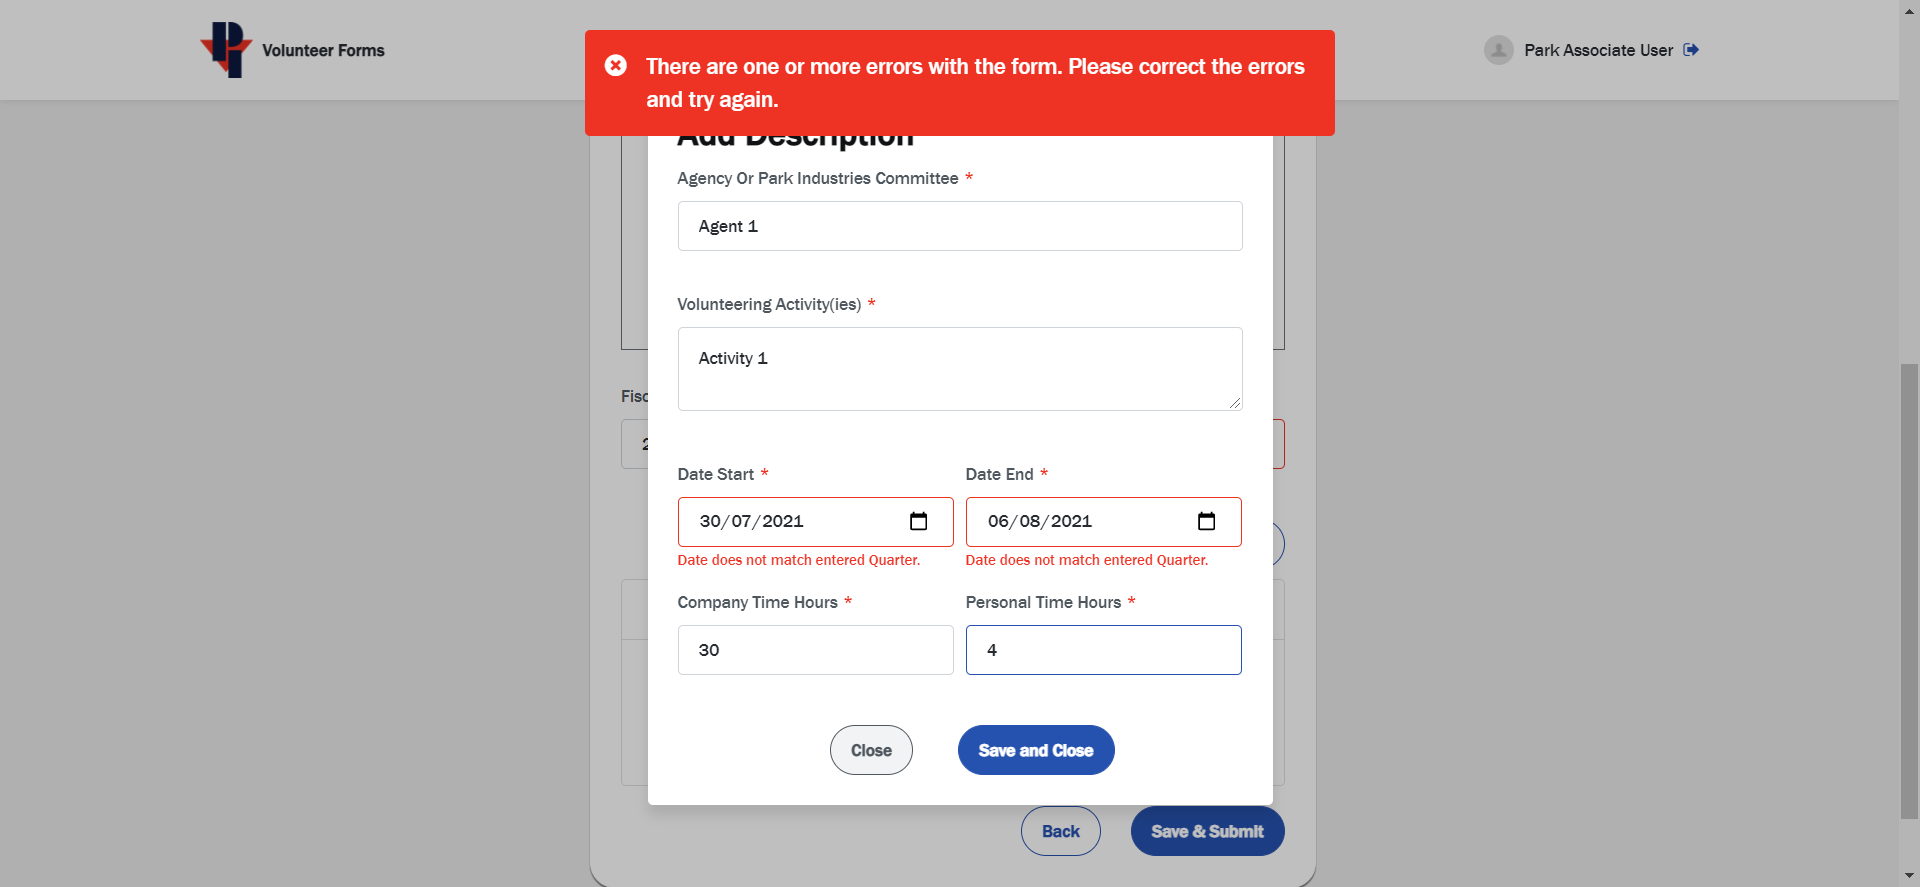 Volunteer Forms
Park Associate User
There are one or more errors with the form. Please correct the errors
and try again.
Add Description
Agency Or Park Industries Committee *
Agent 1
Volunteering Activity(ies) *
Activity 1
Date Start * Date End *
30/07/2021 06/08/2021
Date does not match entered Quarter. Date does not match entered Quarter.
Company Time Hours * Personal Time Hours *
30 4
Close Save and Close
Back Save & Submit